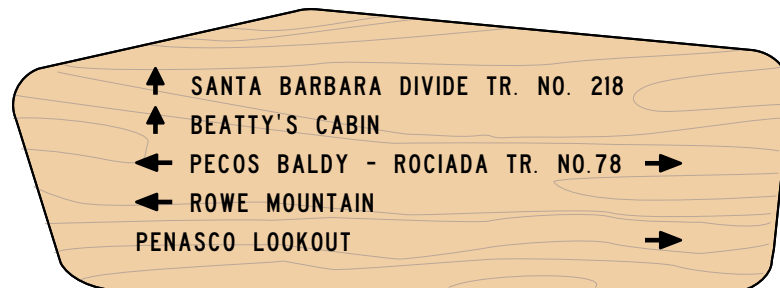 ↑ SANTA BARBARA DIVIDE TR. NO. 218
↑ BEATTY'S CABIN
← PECOS BALDY - ROCIADA TR. NO.78 →
← ROWE MOUNTAIN
PENASCO LOOKOUT →